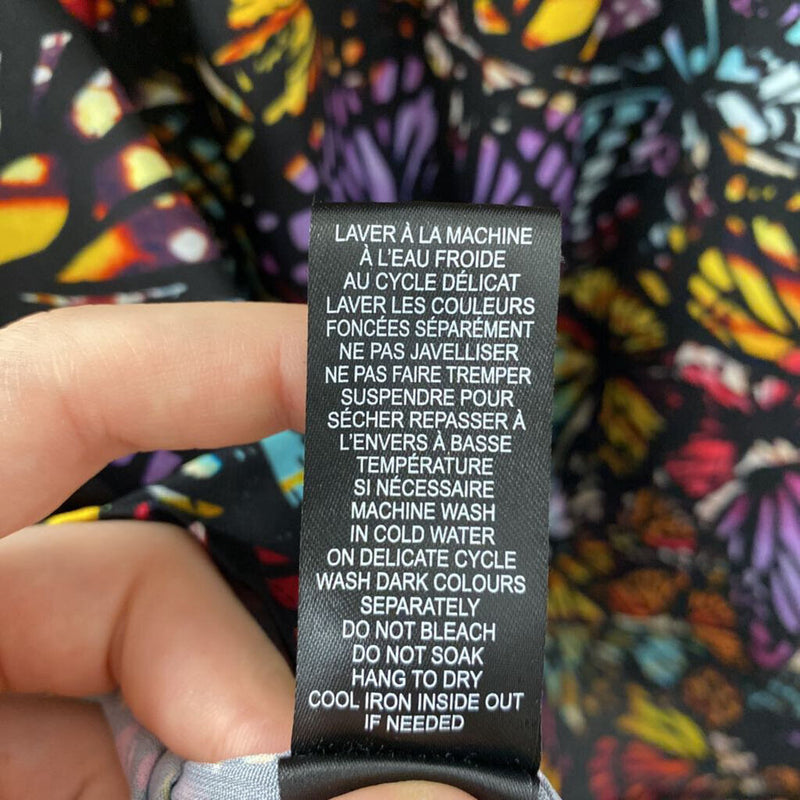 LAVER À LA MACHINE
À L'EAU FROIDE
AU CYCLE DÉLICAT
LAVER LES COULEURS
FONCÉES SÉPARÉMENT
NE PAS JAVELLISER
NE PAS FAIRE TREMPER
SUSPENDRE POUR
SÉCHER REPASSER À
L'ENVERS À BASSE
TEMPÉRATURE
SI NÉCESSAIRE
MACHINE WASH
IN COLD WATER
ON DELICATE CYCLE
WASH DARK COLOURS
SEPARATELY
DO NOT BLEACH
DO NOT SOAK
HANG TO DRY
COOL IRON INSIDE OUT
IF NEEDED